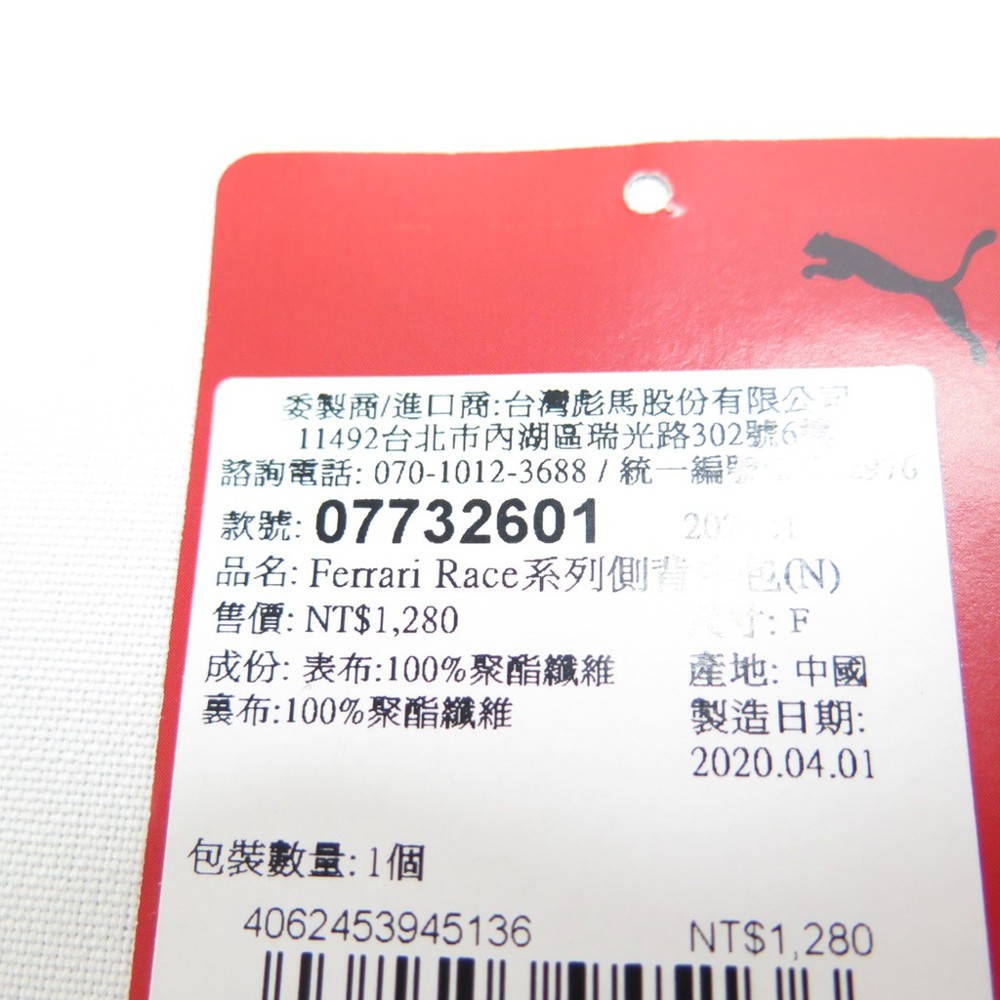 委製商/進口商:台灣彪馬股份有限公司
11492台北市內湖區瑞光路302號6樓
諮詢電話: 070-1012-3688 / 統一編號
款號: 07732601
品名: Ferrari Race系列側背 包(N)
售價: NT$1,280
尺寸: F
成份: 表布:100%聚酯纖維
產地: 中國
裏布:100%聚酯纖維
製造日期:
2020.04.01
包裝數量: 1個
4062453945136
NT$1,280